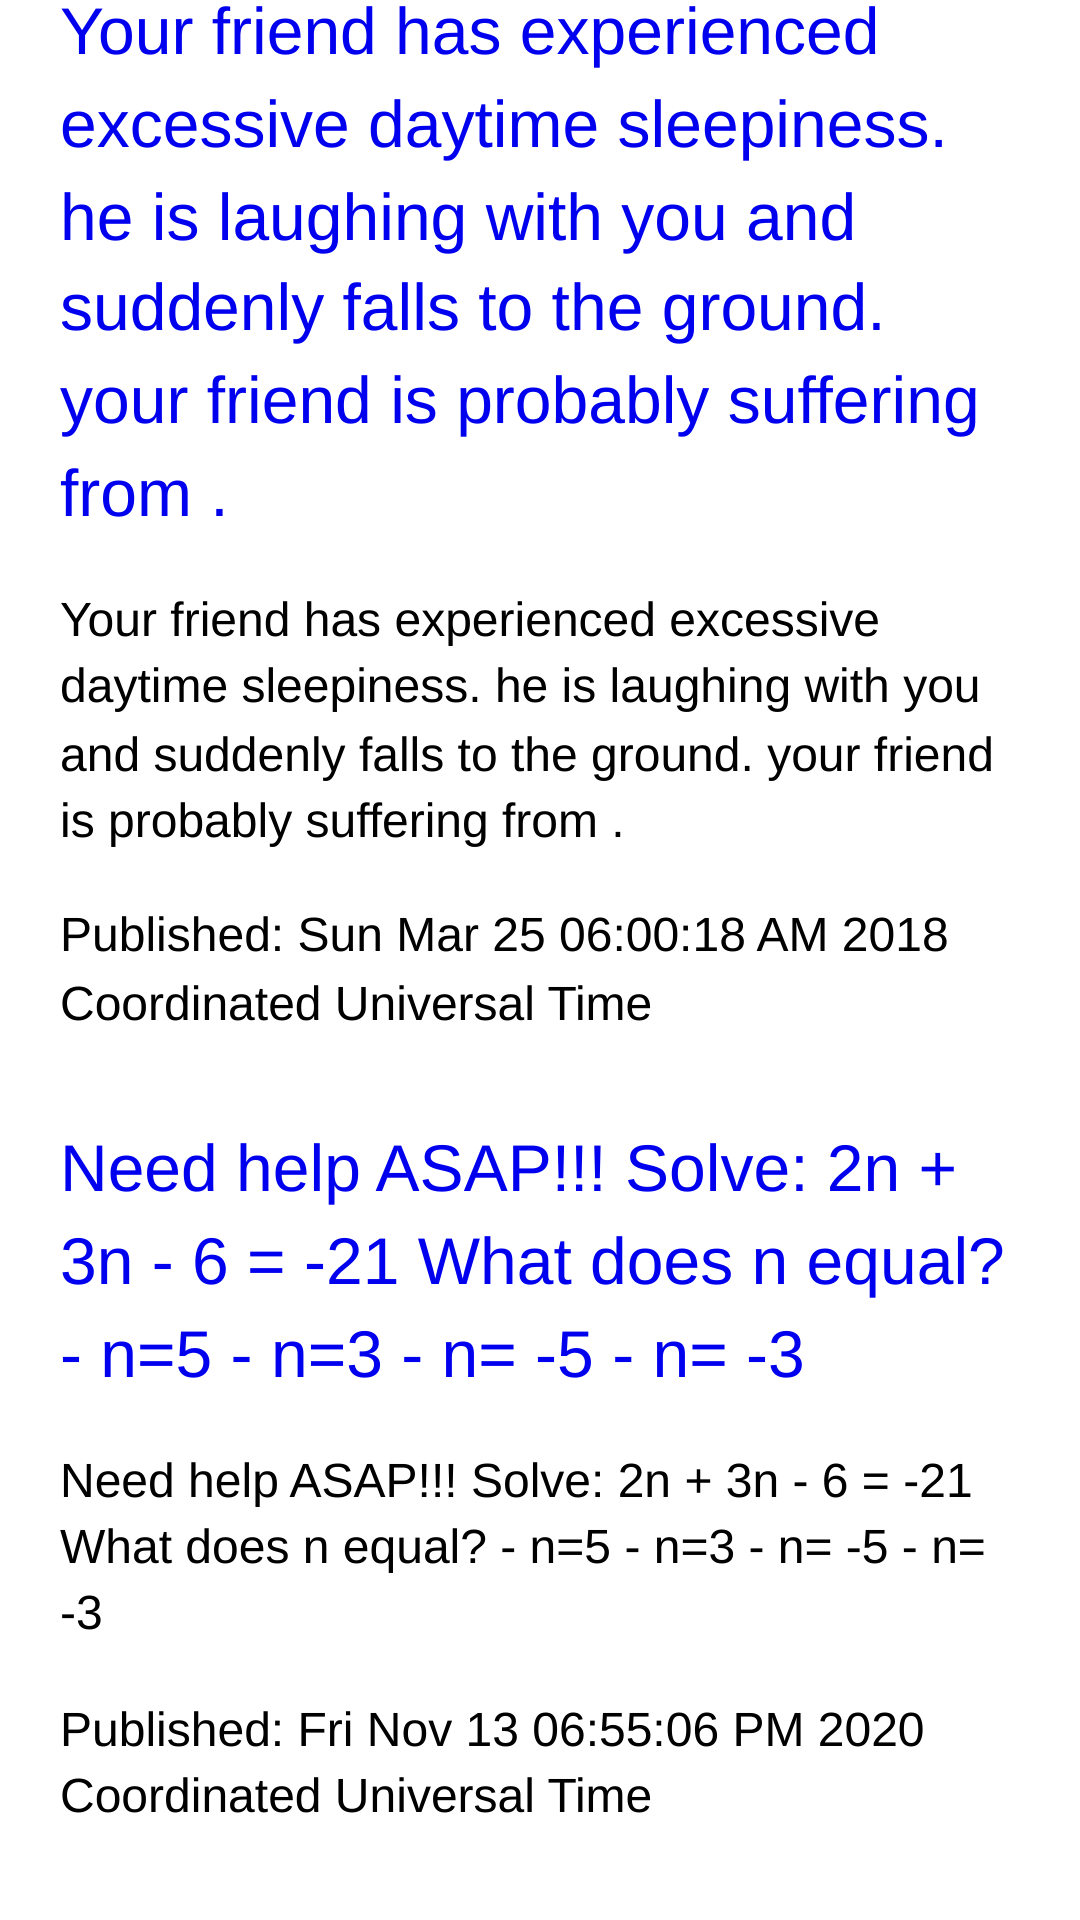 Your friend has experienced
excessive daytime sleepiness.
he is laughing with you and
suddenly falls to the ground.
your friend is probably suffering
from .
Your friend has experienced excessive
daytime sleepiness. he is laughing with you
and suddenly falls to the ground. your friend
is probably suffering from .
Published: Sun Mar 25 06:00:18 AM 2018
Coordinated Universal Time
Need help ASAP!!! Solve: 2n +
3n - 6 = -21 What does n equal?
- n=5 - n=3 - n= -5 - n= -3
Need help ASAP!!! Solve: 2n + 3n - 6 = -21
What does n equal? - n=5 - n=3 - n= -5 - n=
-3
Published: Fri Nov 13 06:55:06 PM 2020
Coordinated Universal Time